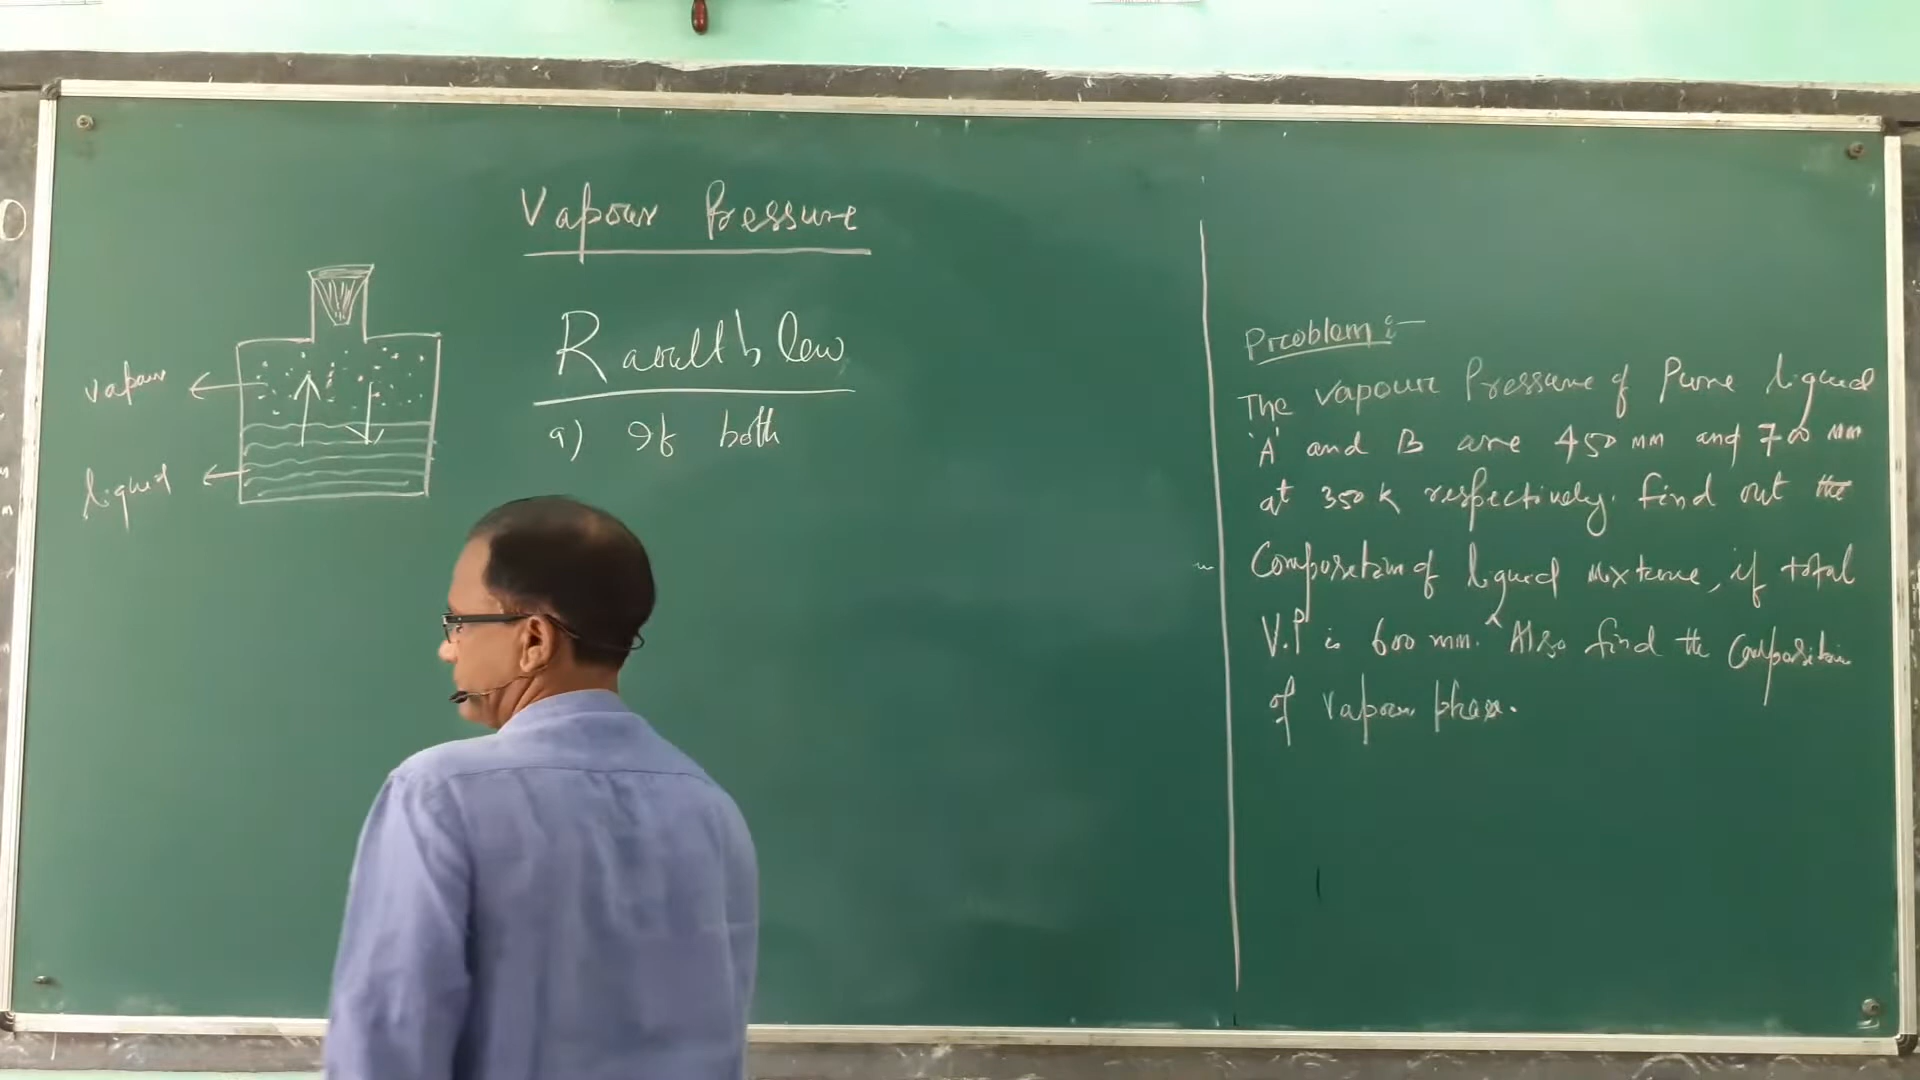 Vapour Pressure
Raoult's law
a) If both
vapour
liquid
Problem :-
The vapour Pressure of Pure liquid
'A' and B are 450 mm and 700 mm
at 350 K respectively. Find out the
Composition of liquid mixture, if total
V.P is 600 mm. Also find the Composition
of vapour phase.